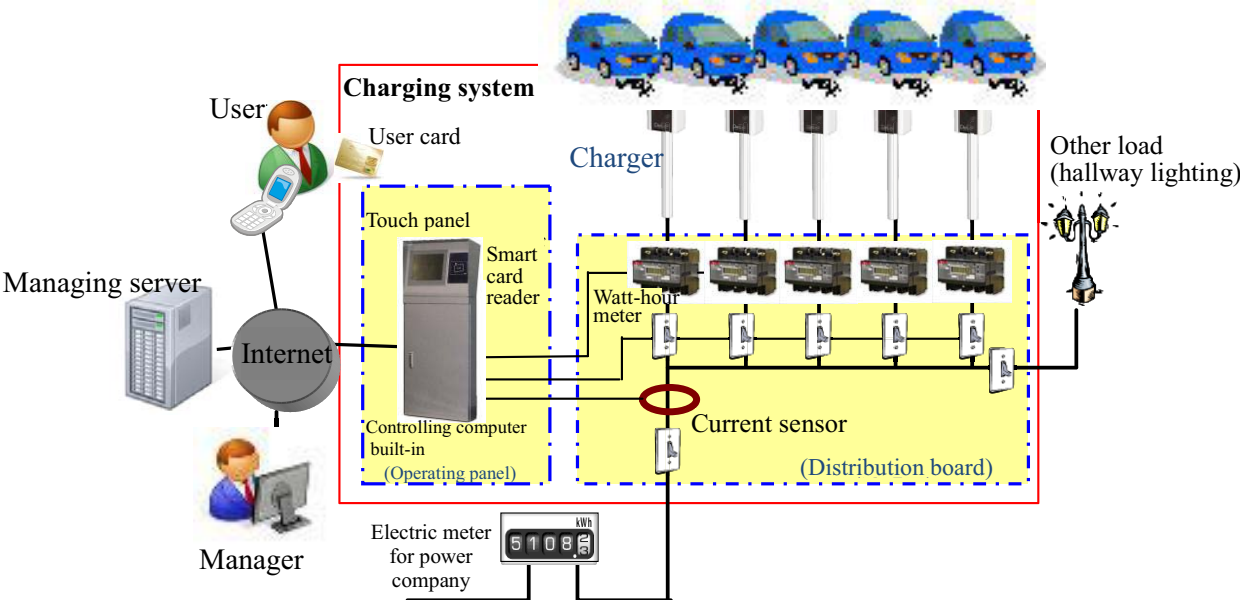 Charging system
User
User card
Charger
Other load
(hallway lighting)
Touch panel
Smart
card
reader
Managing server
Watt-hour
meter
Internet
Current sensor
Controlling computer
built-in
(Operating panel)
(Distribution board)
Manager
Electric meter
for power
company
kWh
5108